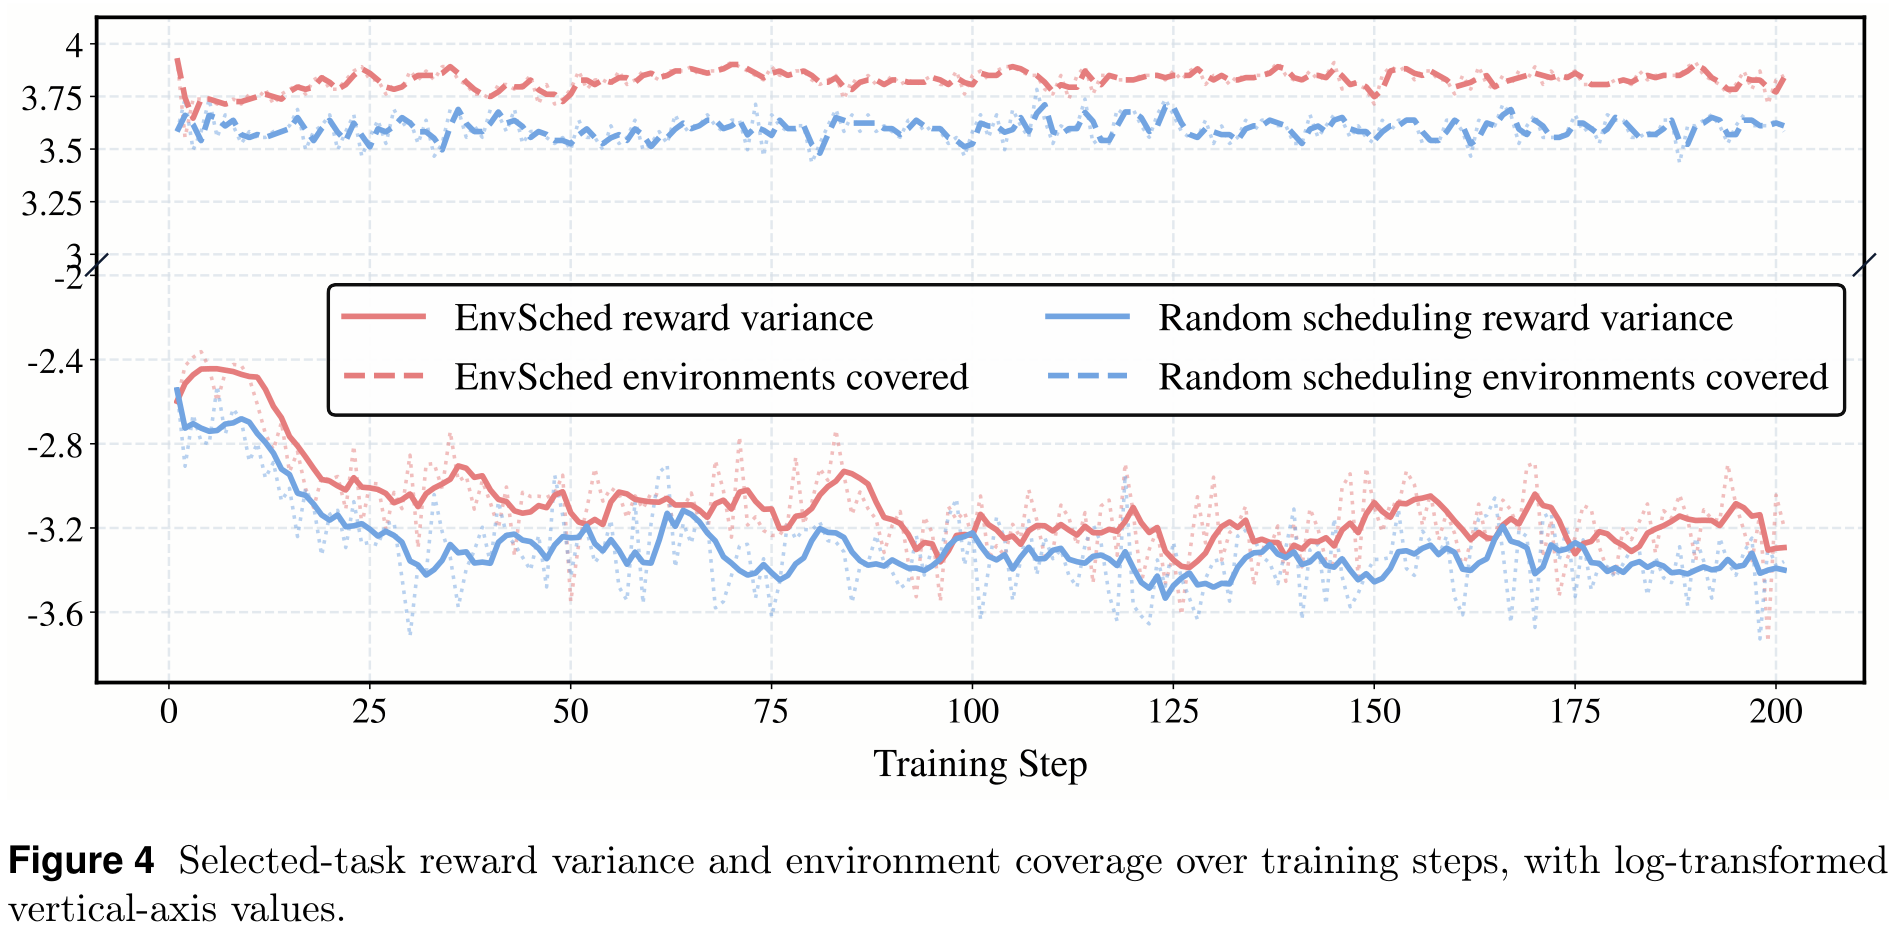 4
3.75
3.5
3.25
3
-2
-2.4
-2.8
-3.2
-3.6
EnvSched reward variance
Random scheduling reward variance
EnvSched environments covered
Random scheduling environments covered
0 25 50 75 100 125 150 175 200
Training Step
Figure 4 Selected-task reward variance and environment coverage over training steps, with log-transformed
vertical-axis values.